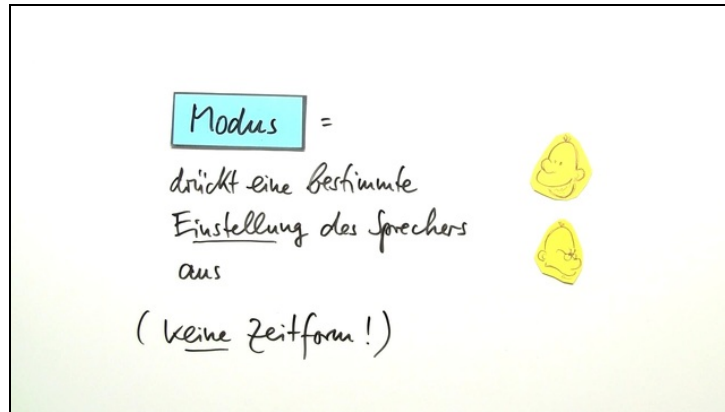 Modus =
drückt eine bestimmte
Einstellung des Sprechers
aus
(keine Zeitform!)